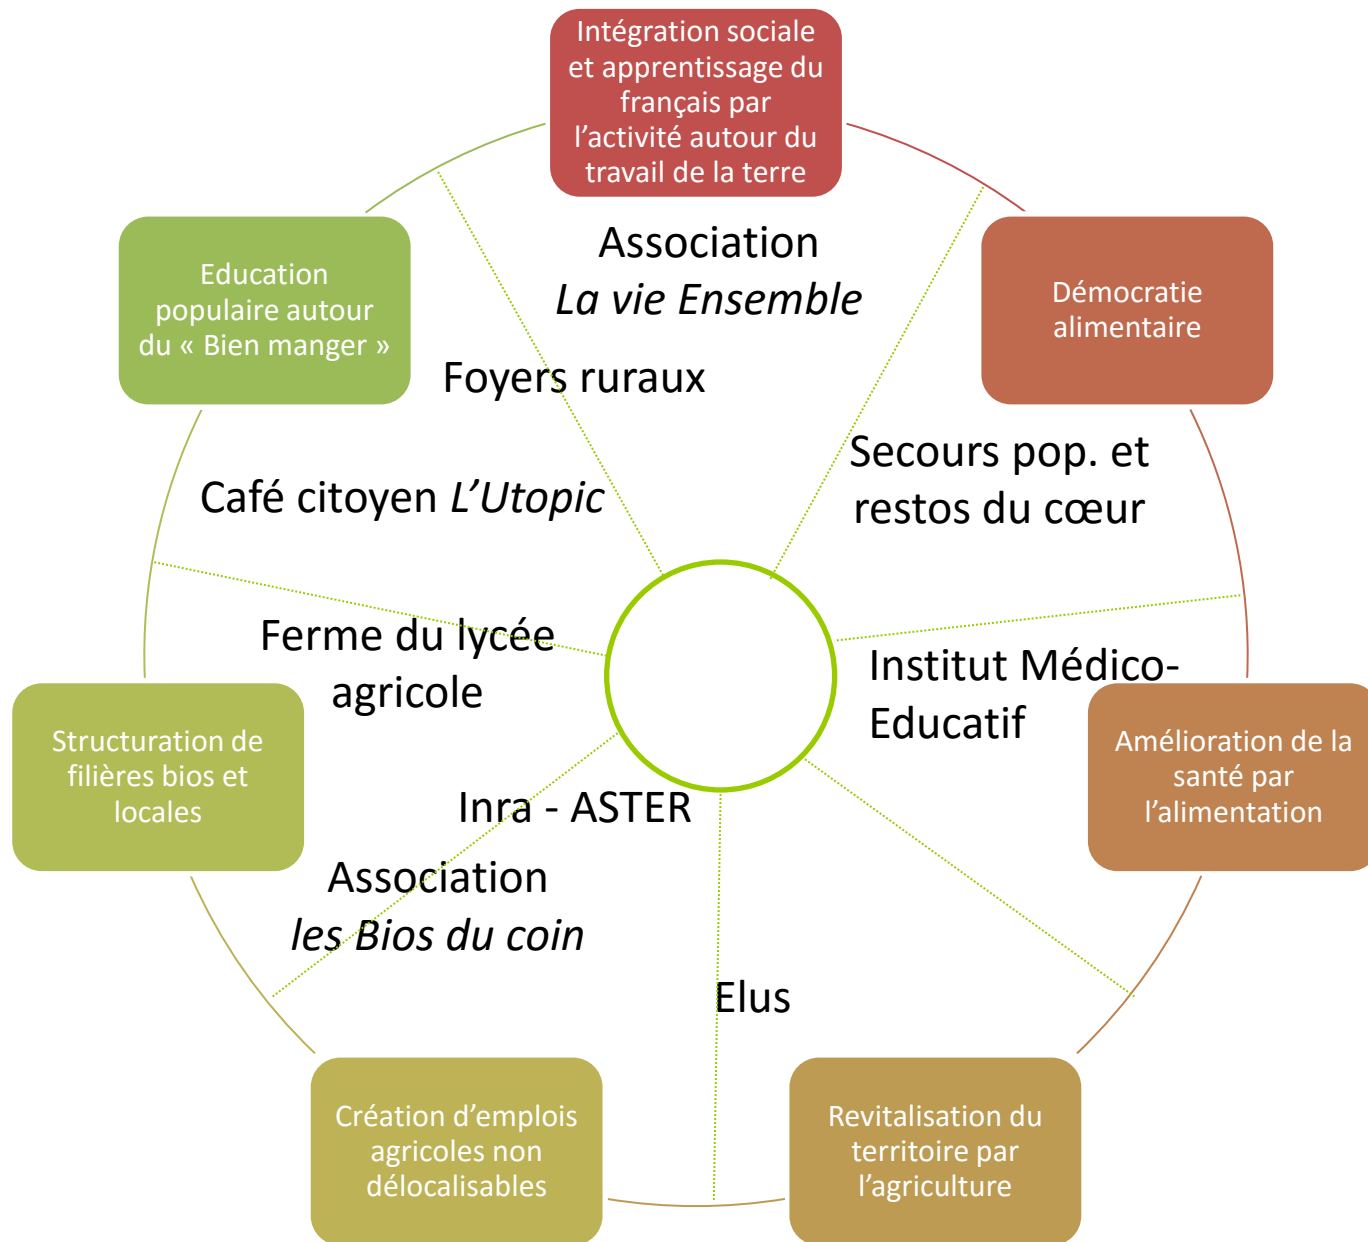 Intégration sociale
et apprentissage du
français par
l’activité autour du
travail de la terre
Association
La vie Ensemble
Education
populaire autour
du « Bien manger »
Démocratie
alimentaire
Foyers ruraux
Secours pop. et
restos du cœur
Café citoyen L’Utopic
Ferme du lycée
agricole
Institut Médico-
Educatif
Structuration de
filières bios et
locales
Amélioration de la
santé par
l’alimentation
Inra - ASTER
Association
les Bios du coin
Elus
Création d’emplois
agricoles non
délocalisables
Revitalisation du
territoire par
l’agriculture